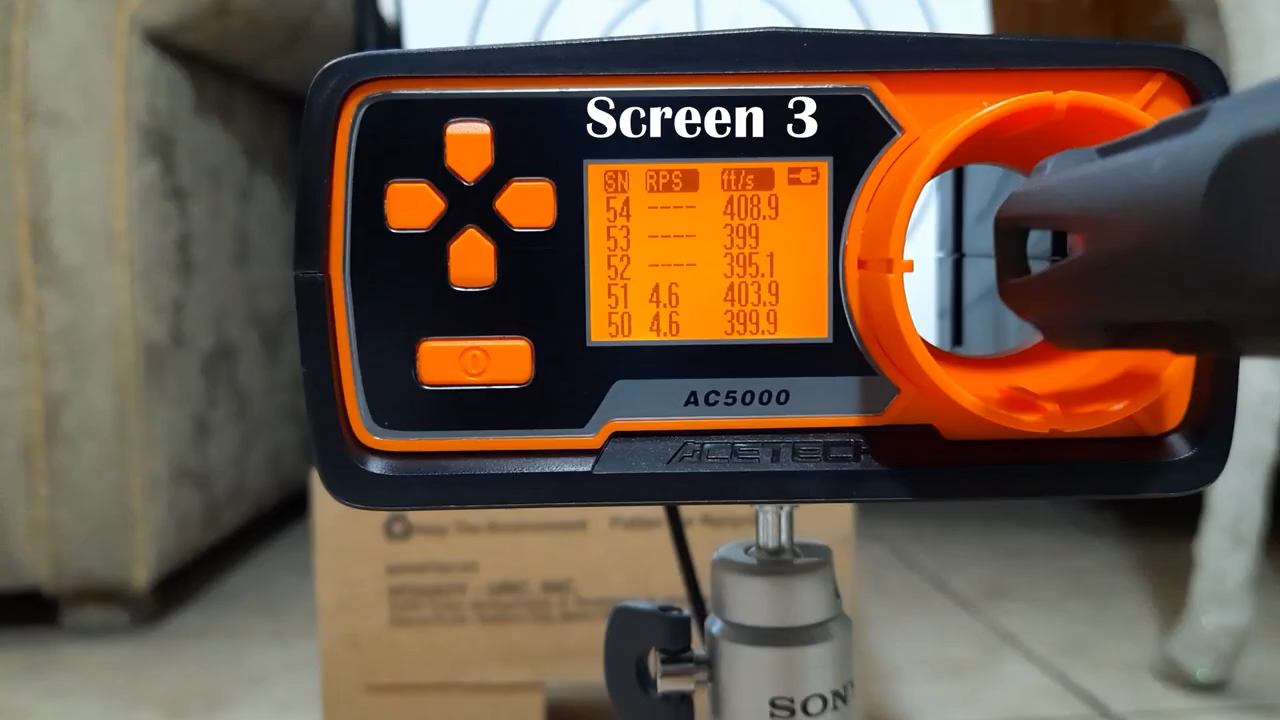 Screen 3
SN RPS ft/s
54 ---- 408.9
53 ---- 399
52 ---- 395.1
51 4.6 403.9
50 4.6 399.9
AC5000
ACETECH
SONY